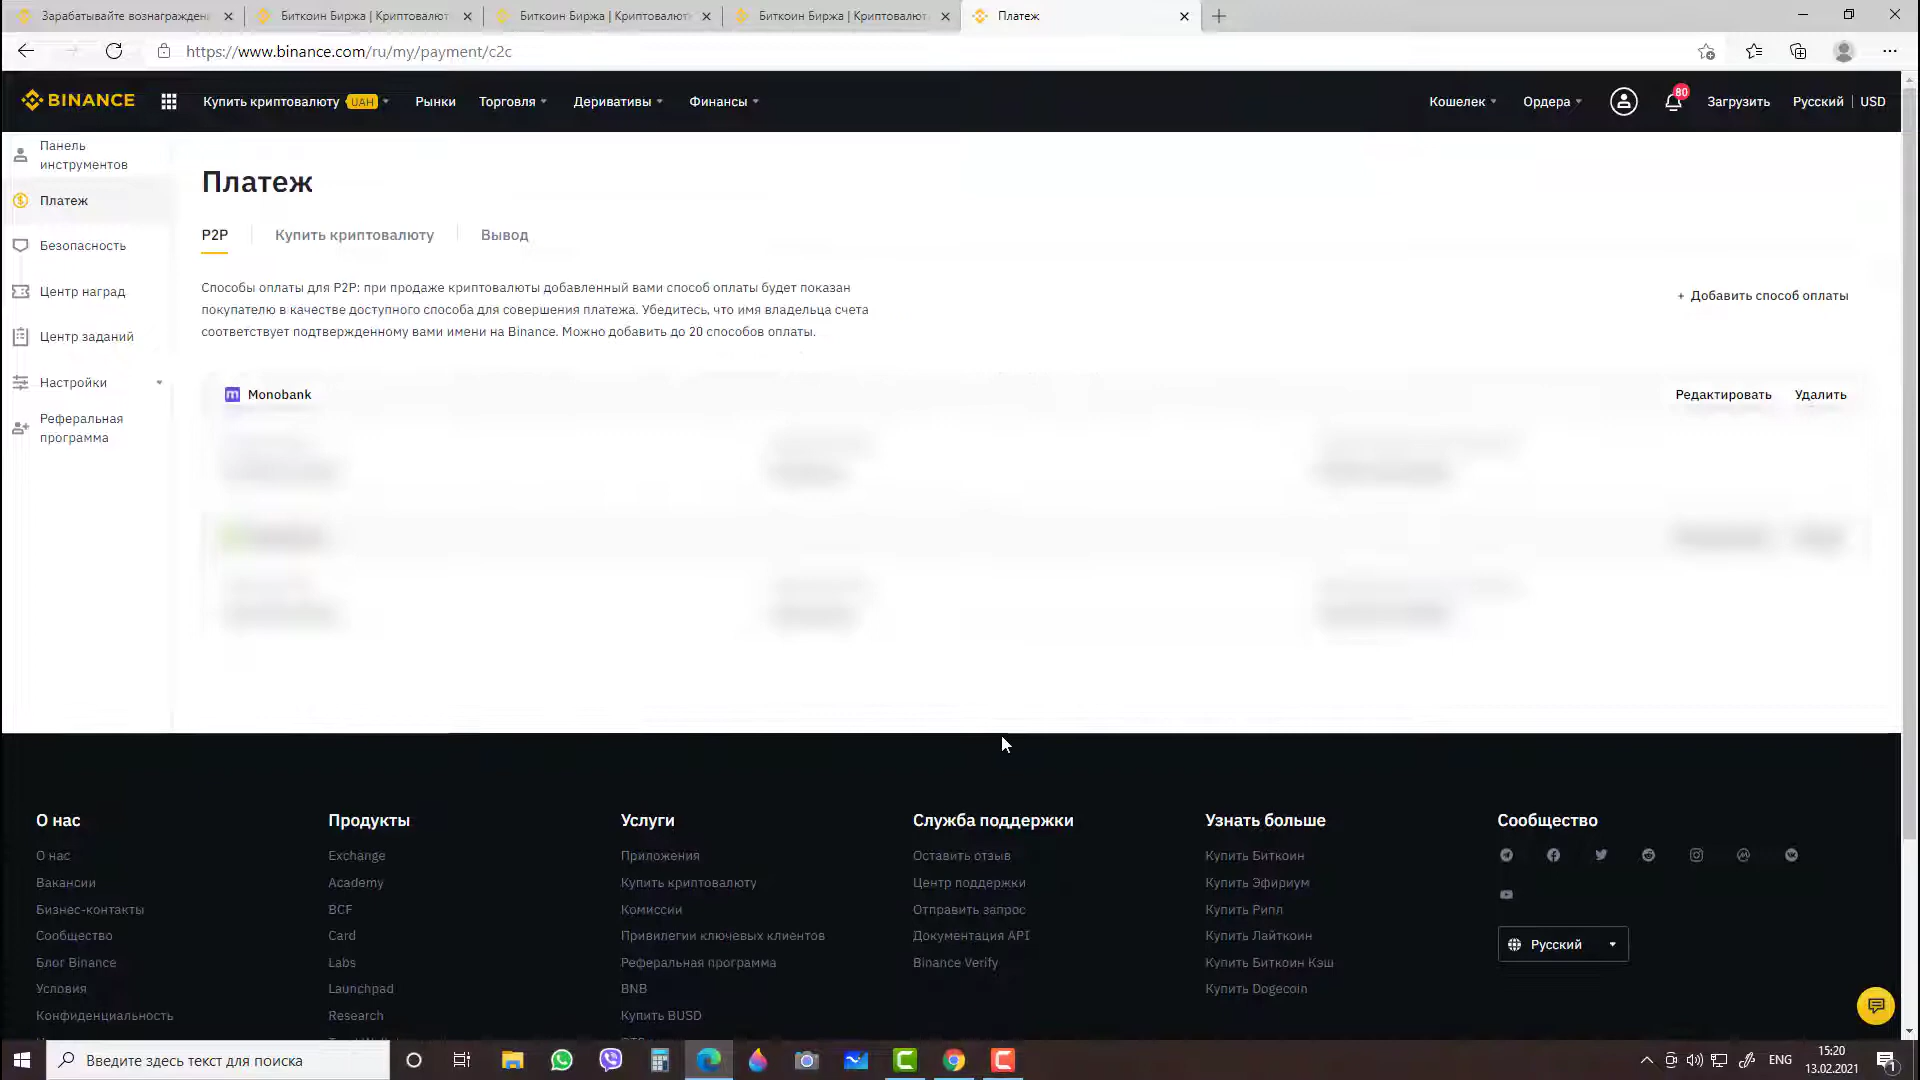 Зарабатывайте вознагражден
Биткоин Биржа | Криптовалют
Биткоин Биржа | Криптовалют
Биткоин Биржа | Криптовалют
Платеж
https://www.binance.com/ru/my/payment/c2c
BINANCE
Купить криптовалюту UAH
Рынки
Торговля
Деривативы
Финансы
Кошелек
Ордера
80
Загрузить
Русский | USD
Панель
инструментов
Платеж
Безопасность
Центр наград
Центр заданий
Настройки
Реферальная
программа
Платеж
P2P
Купить криптовалюту
Вывод
Способы оплаты для P2P: при продаже криптовалюты добавленный вами способ оплаты будет показан
покупателю в качестве доступного способа для совершения платежа. Убедитесь, что имя владельца счета
соответствует подтвержденному вами имени на Binance. Можно добавить до 20 способов оплаты.
+ Добавить способ оплаты
Monobank
Редактировать
Удалить
О нас
О нас
Вакансии
Бизнес-контакты
Сообщество
Блог Binance
Условия
Конфиденциальность
Продукты
Exchange
Academy
BCF
Card
Labs
Launchpad
Research
Услуги
Приложения
Купить криптовалюту
Комиссии
Привилегии ключевых клиентов
Реферальная программа
BNB
Купить BUSD
Служба поддержки
Оставить отзыв
Центр поддержки
Отправить запрос
Документация API
Binance Verify
Узнать больше
Купить Биткоин
Купить Эфириум
Купить Рипл
Купить Лайткоин
Купить Биткоин Кэш
Купить Dogecoin
Сообщество
Русский
Введите здесь текст для поиска
ENG
15:20
13.02.2021
1